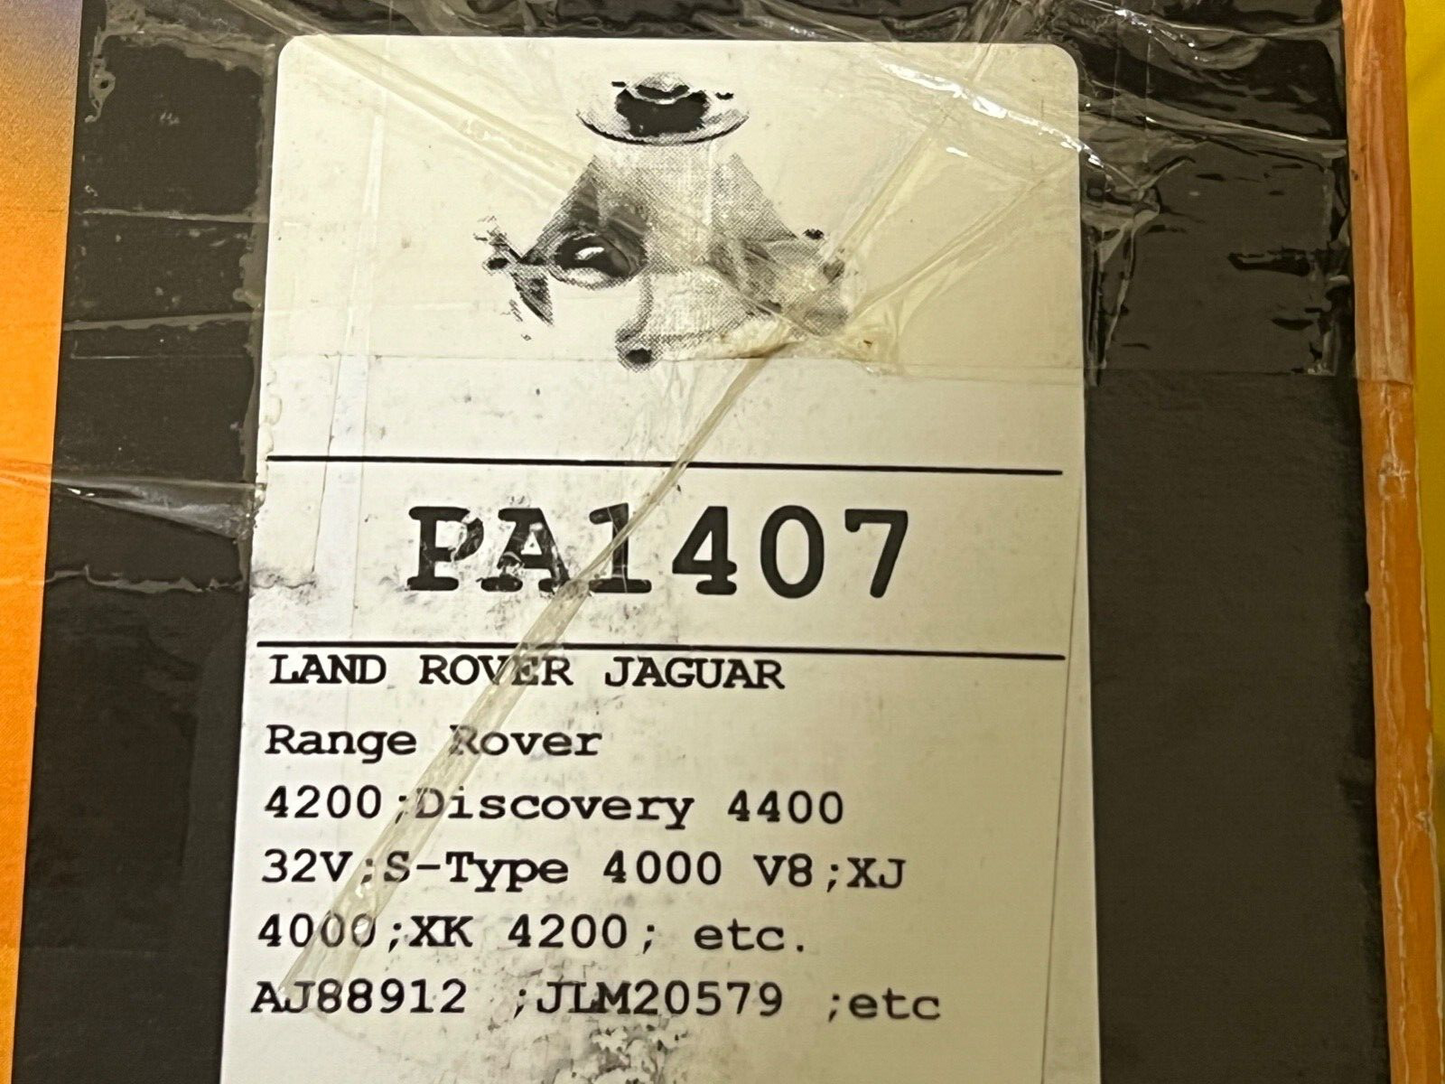 PA1407
LAND ROVER JAGUAR
Range Rover
4200;Discovery 4400
32V;S-Type 4000 V8;XJ
4000;XK 4200; etc.
AJ88912 ;JLM20579 ;etc